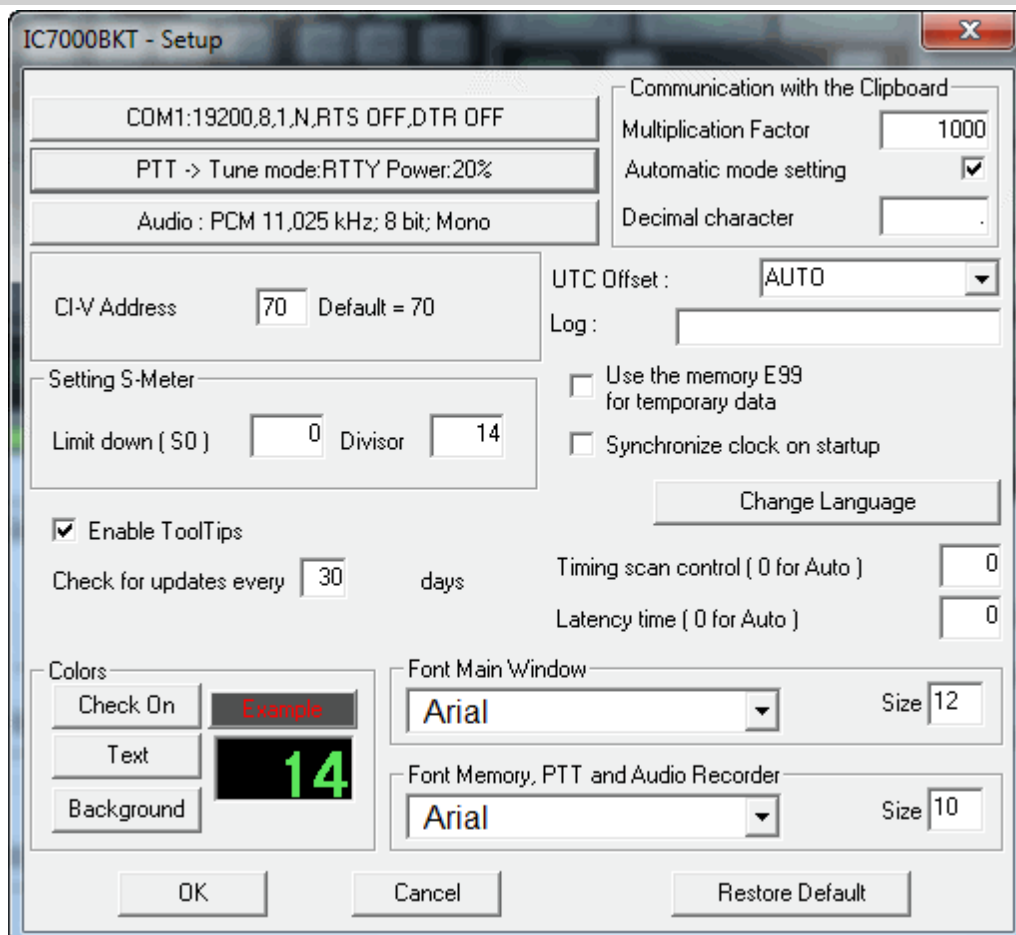 IC7000BKT - Setup
COM1:19200,8,1,N,RTS OFF,DTR OFF
PTT -> Tune mode:RTTY Power:20%
Audio : PCM 11,025 kHz; 8 bit; Mono
Communication with the Clipboard
Multiplication Factor 1000
Automatic mode setting
Decimal character .
CI-V Address 70 Default = 70
UTC Offset : AUTO
Log :
Setting S-Meter
Limit down ( S0 ) 0 Divisor 14
Use the memory E99
for temporary data
Synchronize clock on startup
Change Language
Enable ToolTips
Check for updates every 30 days
Timing scan control ( 0 for Auto ) 0
Latency time ( 0 for Auto ) 0
Colors
Check On Example
Text
14
Background
Font Main Window
Arial Size 12
Font Memory, PTT and Audio Recorder
Arial Size 10
OK Cancel Restore Default